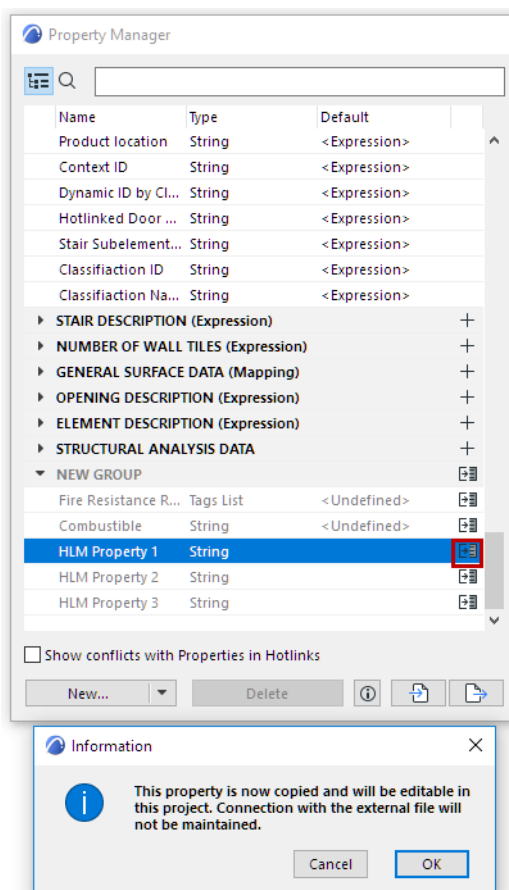 Property Manager
Name Type Default
Product location String <Expression>
Context ID String <Expression>
Dynamic ID by Cl... String <Expression>
Hotlinked Door ... String <Expression>
Stair Subelement... String <Expression>
Classifiaction ID String <Expression>
Classifiaction Na... String <Expression>
STAIR DESCRIPTION (Expression)
NUMBER OF WALL TILES (Expression)
GENERAL SURFACE DATA (Mapping)
OPENING DESCRIPTION (Expression)
ELEMENT DESCRIPTION (Expression)
STRUCTURAL ANALYSIS DATA
NEW GROUP
Fire Resistance R... Tags List <Undefined>
Combustible String <Undefined>
HLM Property 1 String
HLM Property 2 String
HLM Property 3 String
Show conflicts with Properties in Hotlinks
New... Delete
Information
This property is now copied and will be editable in
this project. Connection with the external file will
not be maintained.
Cancel OK